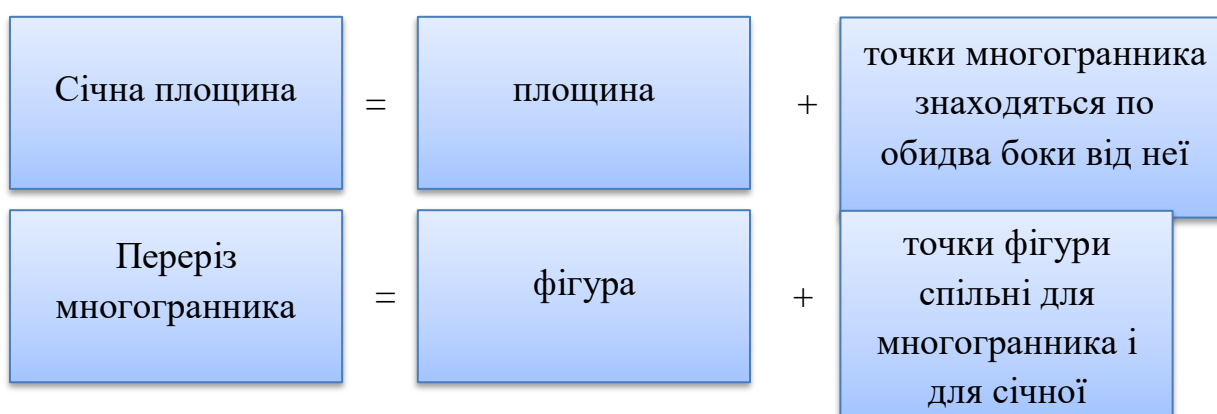 Січна площина
=
площина
+
точки многогранника
знаходяться по
обидва боки від неї
Переріз
многогранника
=
фігура
+
точки фігури
спільні для
многогранника і
для січної